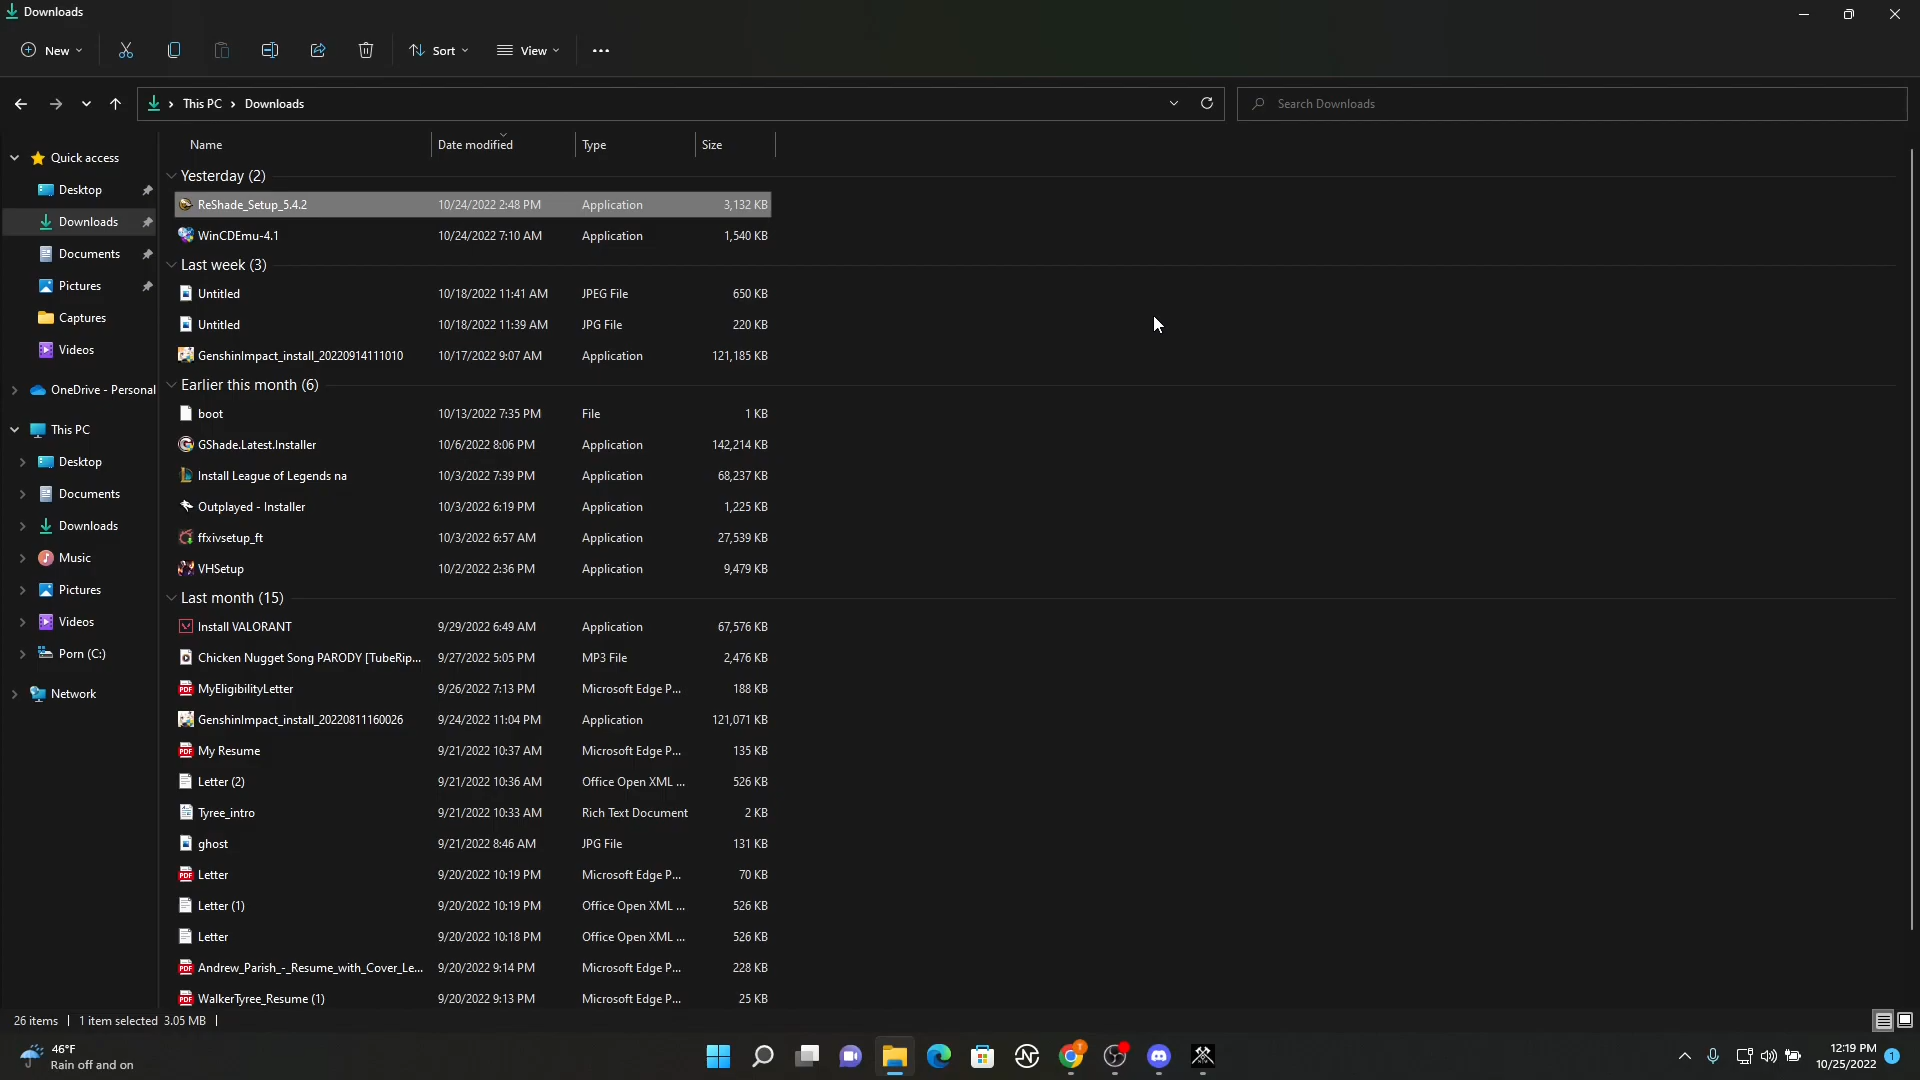 Downloads
New
Sort
View
This PC > Downloads
Search Downloads
Name
Date modified
Type
Size
Quick access
Desktop
Downloads
Documents
Pictures
Captures
Videos
OneDrive - Personal
This PC
Desktop
Documents
Downloads
Music
Pictures
Videos
Porn (C:)
Network
Yesterday (2)
ReShade_Setup_5.4.2 10/24/2022 2:48 PM Application 3,132 KB
WinCDEmu-4.1 10/24/2022 7:10 AM Application 1,540 KB
Last week (3)
Untitled 10/18/2022 11:41 AM JPEG File 650 KB
Untitled 10/18/2022 11:39 AM JPG File 220 KB
GenshinImpact_install_20220914111010 10/17/2022 9:07 AM Application 121,185 KB
Earlier this month (6)
boot 10/13/2022 7:35 PM File 1 KB
GShade.Latest.Installer 10/6/2022 8:06 PM Application 142,214 KB
Install League of Legends na 10/3/2022 7:39 PM Application 68,237 KB
Outplayed - Installer 10/3/2022 6:19 PM Application 1,225 KB
ffxivsetup_ft 10/3/2022 6:57 AM Application 27,539 KB
VHSetup 10/2/2022 2:36 PM Application 9,479 KB
Last month (15)
Install VALORANT 9/29/2022 6:49 AM Application 67,576 KB
Chicken Nugget Song PARODY [TubeRip... 9/27/2022 5:05 PM MP3 File 2,476 KB
MyEligibilityLetter 9/26/2022 7:13 PM Microsoft Edge P... 188 KB
GenshinImpact_install_20220811160026 9/24/2022 11:04 PM Application 121,071 KB
My Resume 9/21/2022 10:37 AM Microsoft Edge P... 135 KB
Letter (2) 9/21/2022 10:36 AM Office Open XML ... 526 KB
Tyree_intro 9/21/2022 10:33 AM Rich Text Document 2 KB
ghost 9/21/2022 8:46 AM JPG File 131 KB
Letter 9/20/2022 10:19 PM Microsoft Edge P... 70 KB
Letter (1) 9/20/2022 10:19 PM Office Open XML ... 526 KB
Letter 9/20/2022 10:18 PM Office Open XML ... 526 KB
Andrew_Parish_-_Resume_with_Cover_Le... 9/20/2022 9:14 PM Microsoft Edge P... 228 KB
WalkerTyree_Resume (1) 9/20/2022 9:13 PM Microsoft Edge P... 25 KB
26 items | 1 item selected 3.05 MB |
46°F
Rain off and on
12:19 PM
10/25/2022
1